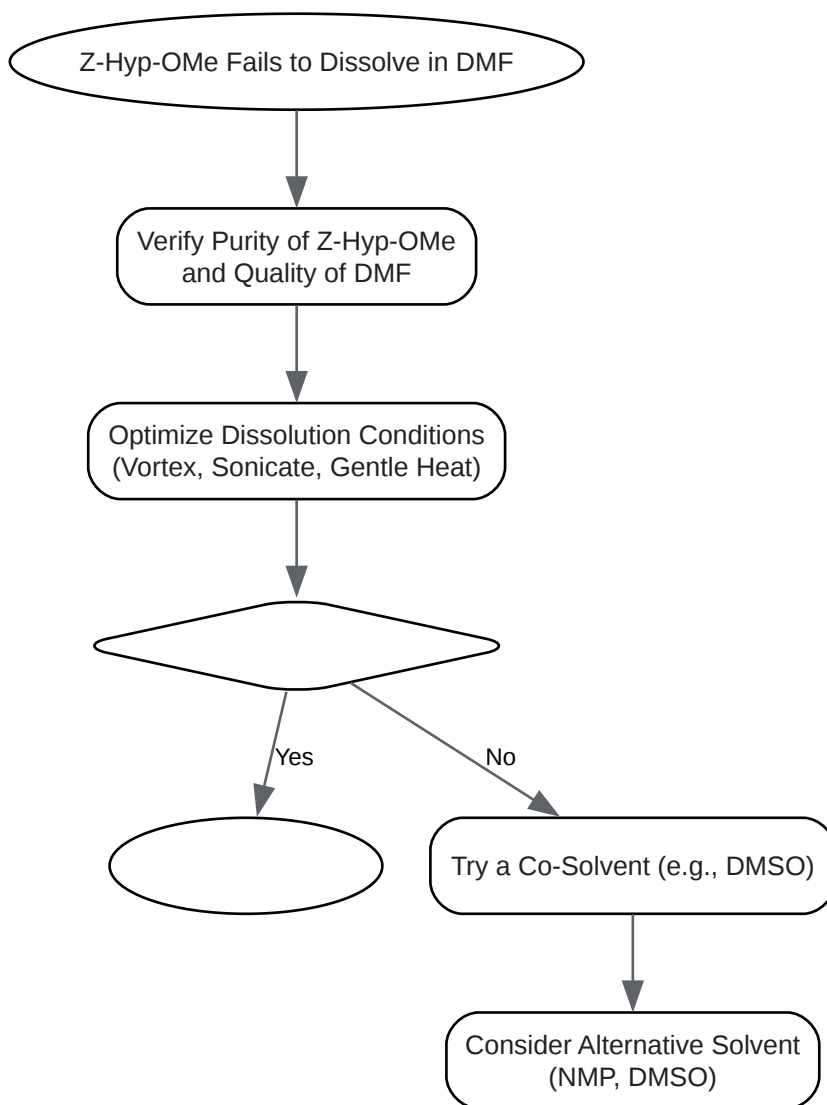 Z-Hyp-OMe Fails to Dissolve in DMF
Verify Purity of Z-Hyp-OMe
and Quality of DMF
Optimize Dissolution Conditions
(Vortex, Sonicate, Gentle Heat)
Yes
No
Try a Co-Solvent (e.g., DMSO)
Consider Alternative Solvent
(NMP, DMSO)